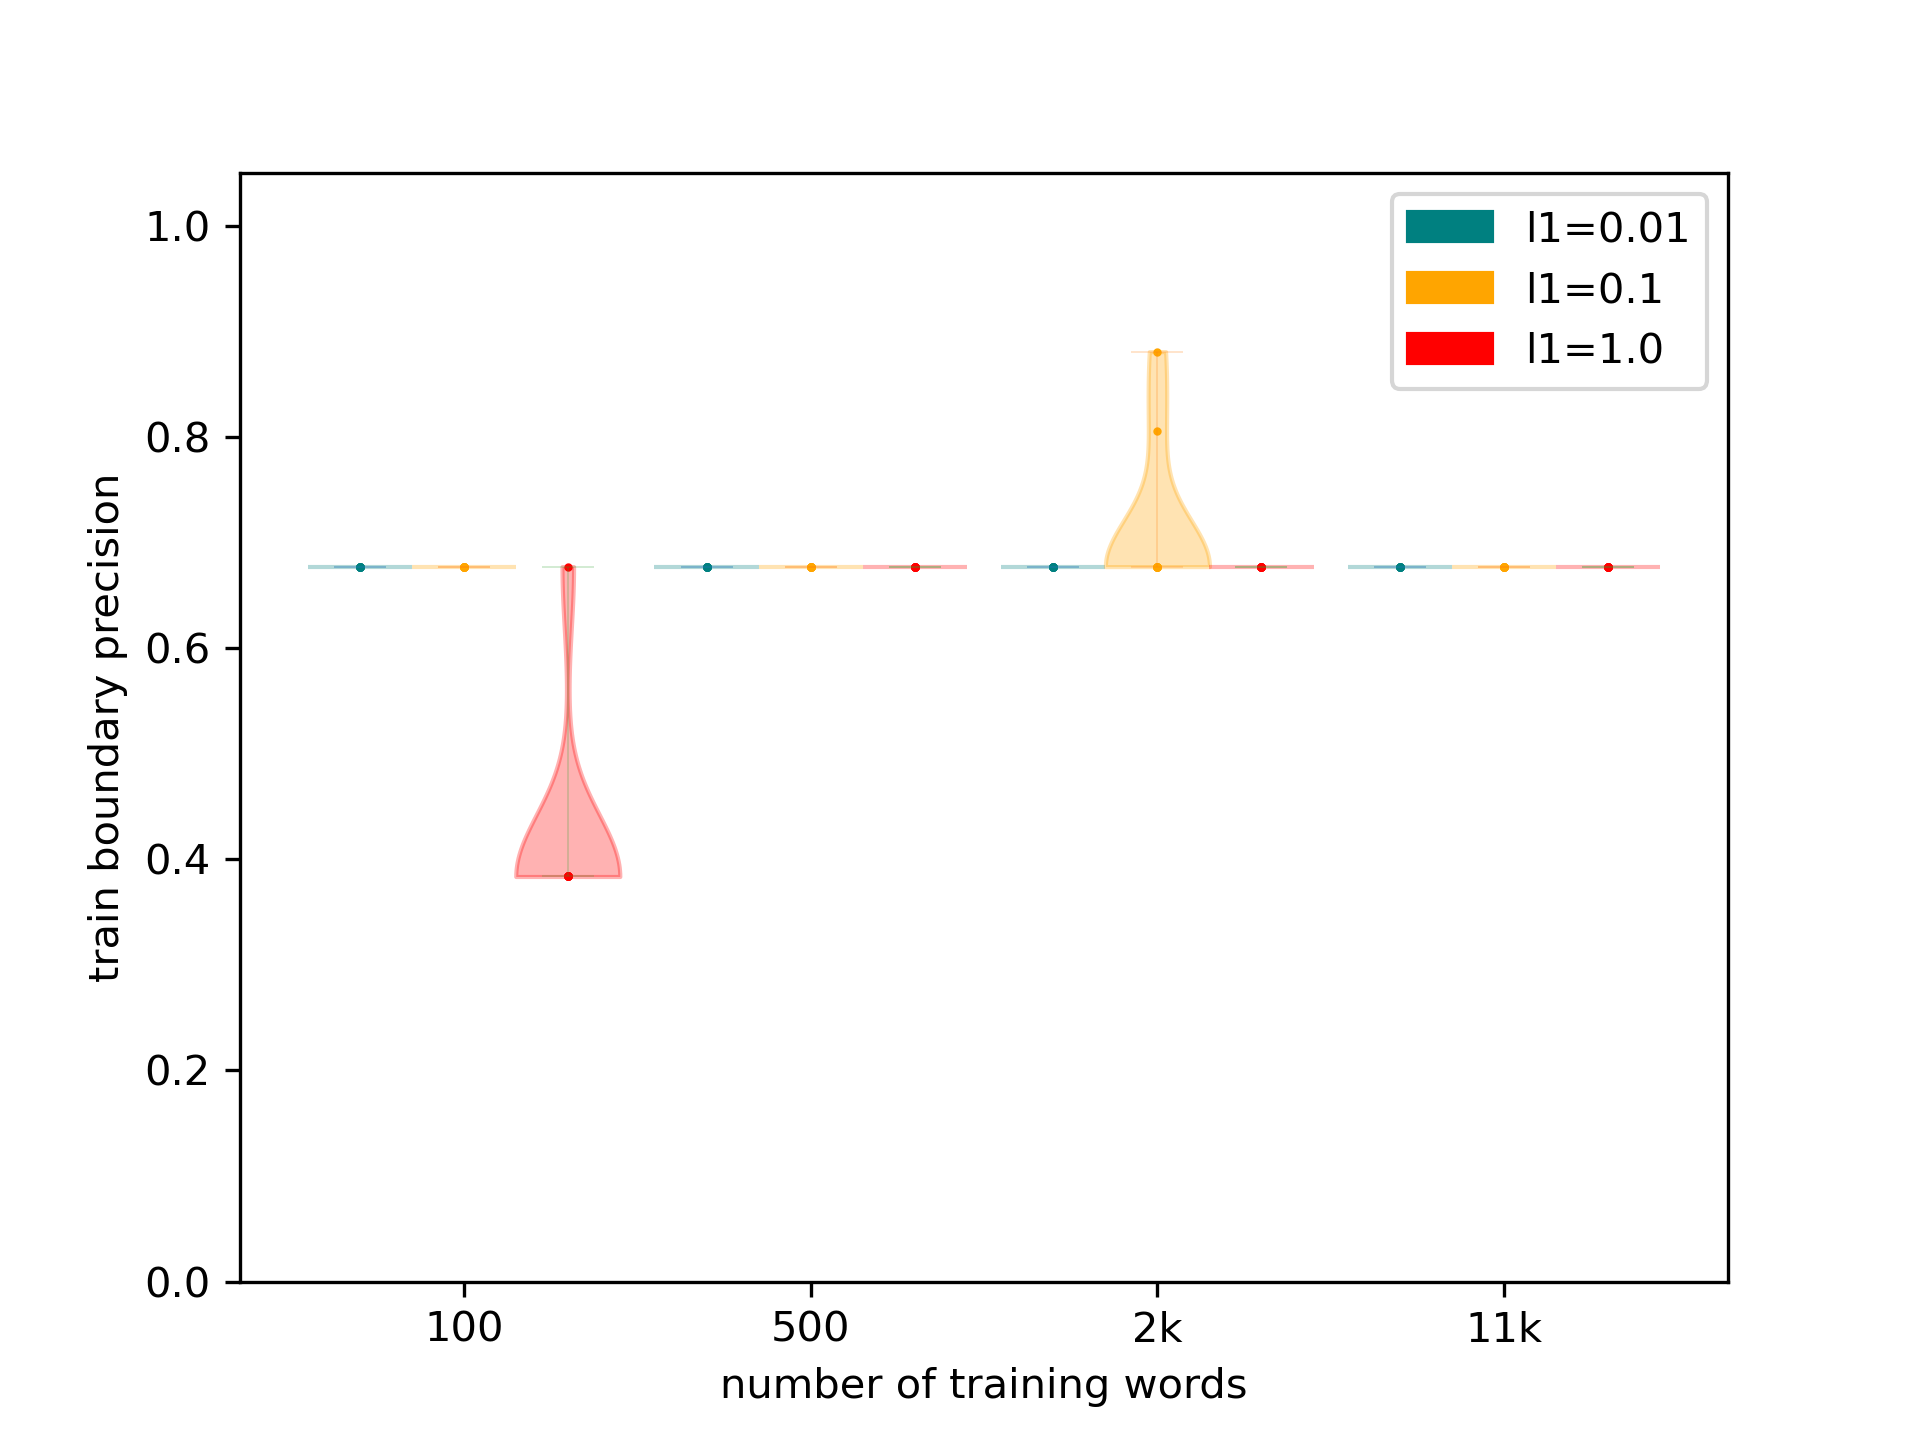 l1=0.01
l1=0.1
l1=1.0
train boundary precision
1.0
0.8
0.6
0.4
0.2
0.0
100 500 2k 11k
number of training words